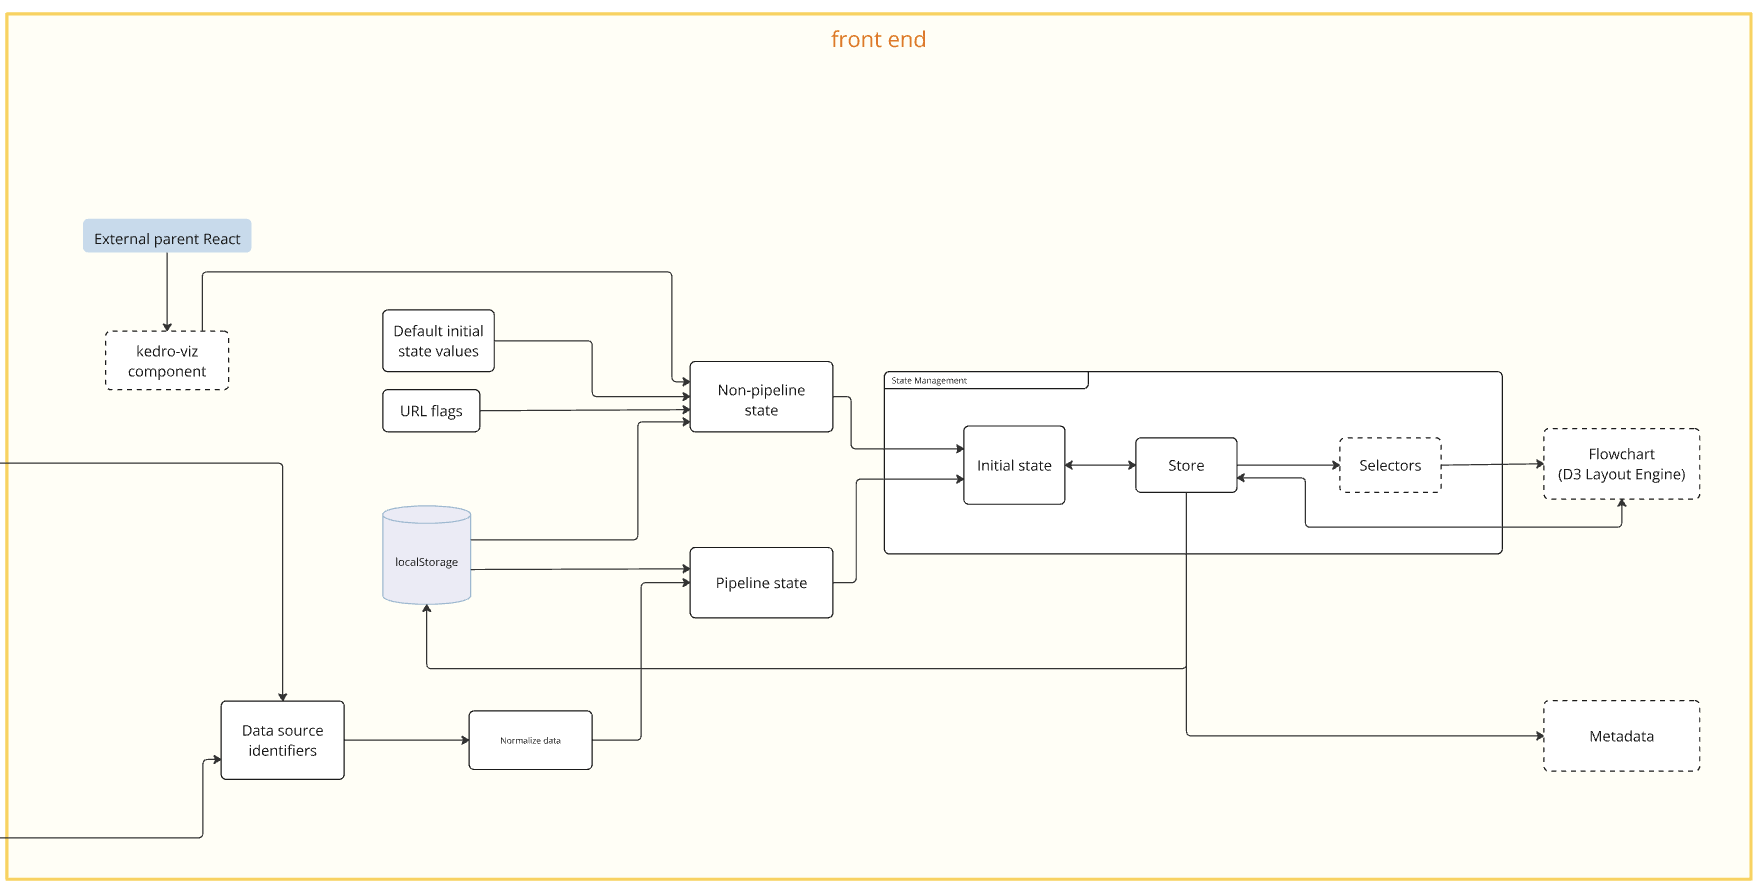 front end
External parent React
kedro-viz
component
Default initial
state values
URL flags
Non-pipeline
state
State Management
Initial state
Store
Selectors
Flowchart
(D3 Layout Engine)
localStorage
Pipeline state
Data source
identifiers
Normalize data
Metadata